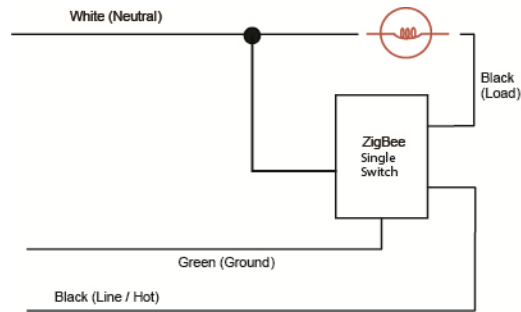 White (Neutral)
Black
(Load)
ZigBee
Single
Switch
Green (Ground)
Black (Line / Hot)